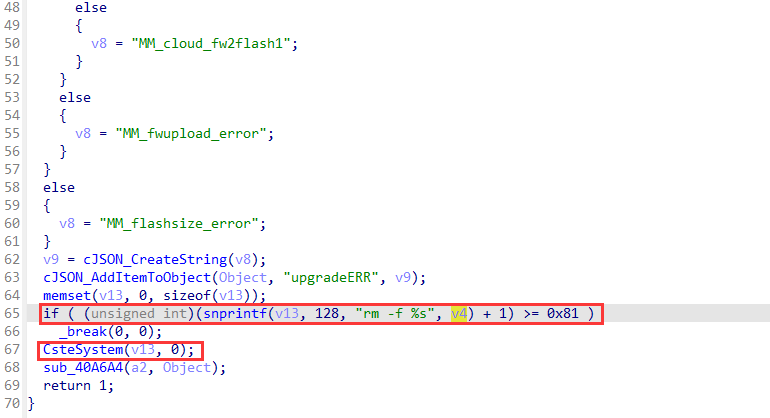 48 else
49 {
50 v8 = "MM_cloud_fw2flash1";
51 }
52 }
53 else
54 {
55 v8 = "MM_fwupload_error";
56 }
57 }
58 else
59 {
60 v8 = "MM_flashsize_error";
61 }
62 v9 = cJSON_CreateString(v8);
63 cJSON_AddItemToObject(Object, "upgradeERR", v9);
64 memset(v13, 0, sizeof(v13));
65 if ( (unsigned int)(snprintf(v13, 128, "rm -f %s", v4) + 1) >= 0x81 )
66 _break(0, 0);
67 CsteSystem(v13, 0);
68 sub_40A6A4(a2, Object);
69 return 1;
70 }